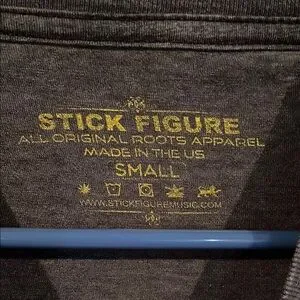 STICK FIGURE
ALL ORIGINAL ROOTS APPAREL
MADE IN THE US
SMALL
WWW.STICKFIGUREMUSIC.COM